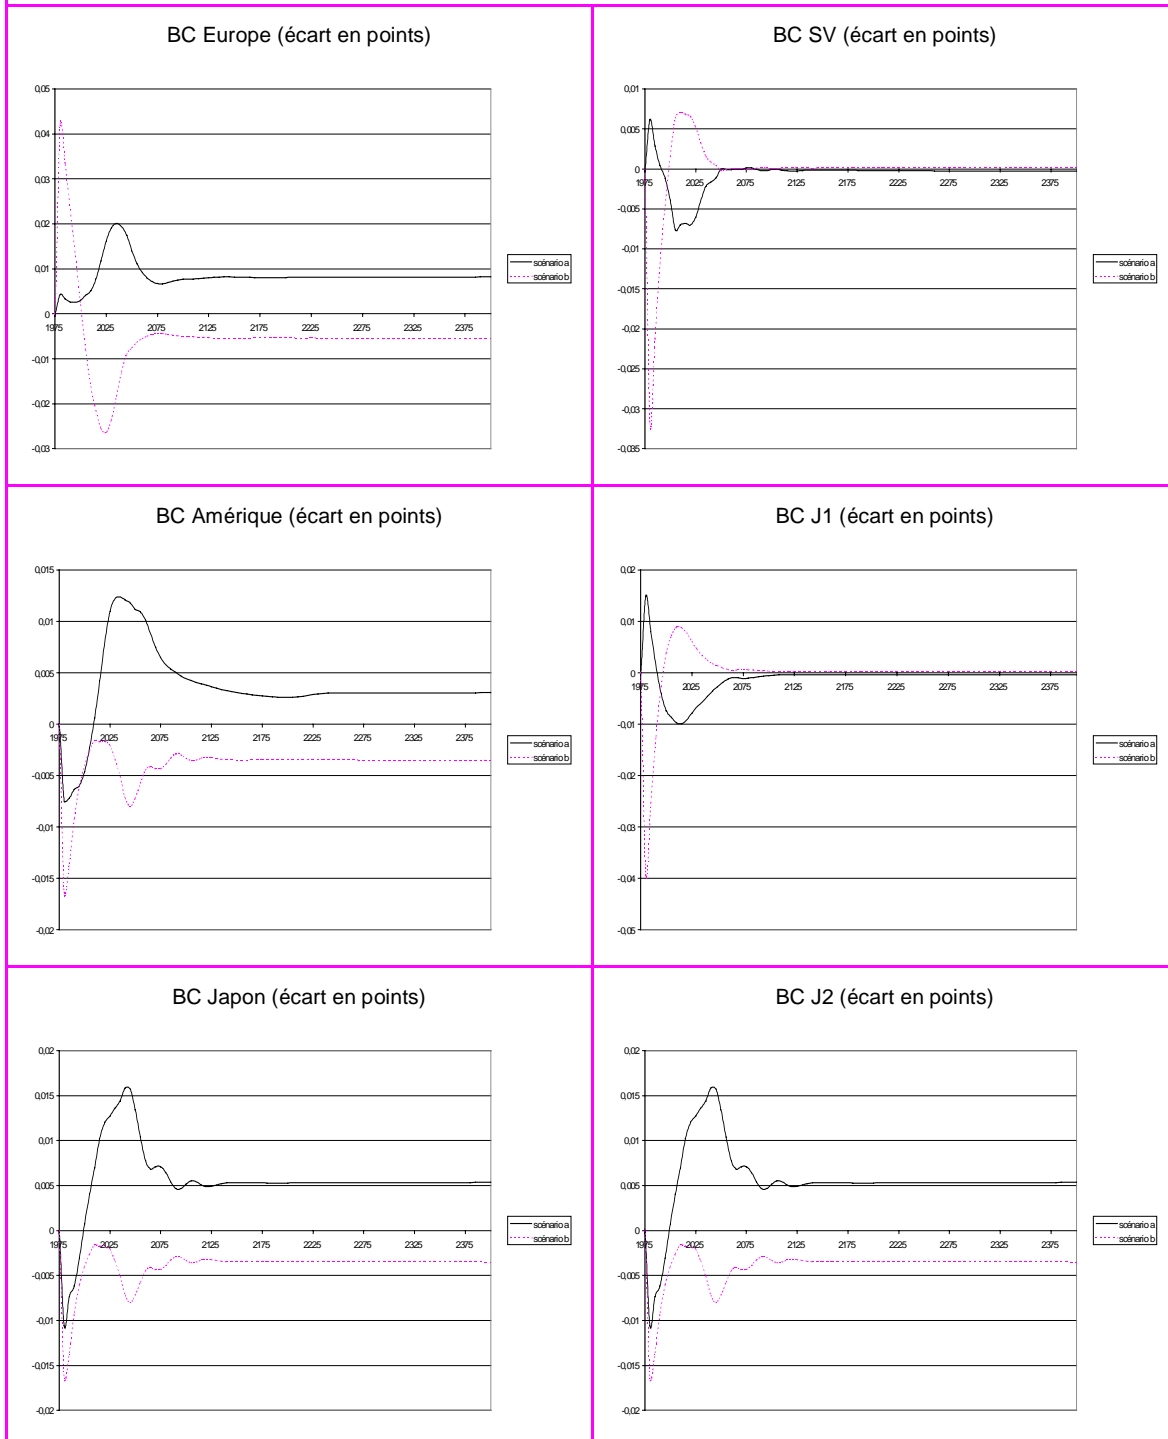 BC Europe (écart en points)
0,05
0,04
0,03
0,02
0,01
0
1975 2025 2075 2125 2175 2225 2275 2325 2375
-0,01
-0,02
-0,03
scénario a
scénario b
BC SV (écart en points)
0,01
0,005
0
1975 2025 2075 2125 2175 2225 2275 2325 2375
-0,005
-0,01
-0,015
-0,02
-0,025
-0,03
-0,035
scénario a
scénario b
BC Amérique (écart en points)
0,015
0,01
0,005
0
1975 2025 2075 2125 2175 2225 2275 2325 2375
-0,005
-0,01
-0,015
-0,02
scénario a
scénario b
BC J1 (écart en points)
0,02
0,01
0
1975 2025 2075 2125 2175 2225 2275 2325 2375
-0,01
-0,02
-0,03
-0,04
-0,05
scénario a
scénario b
BC Japon (écart en points)
0,02
0,015
0,01
0,005
0
1975 2025 2075 2125 2175 2225 2275 2325 2375
-0,005
-0,01
-0,015
-0,02
scénario a
scénario b
BC J2 (écart en points)
0,02
0,015
0,01
0,005
0
1975 2025 2075 2125 2175 2225 2275 2325 2375
-0,005
-0,01
-0,015
-0,02
scénario a
scénario b